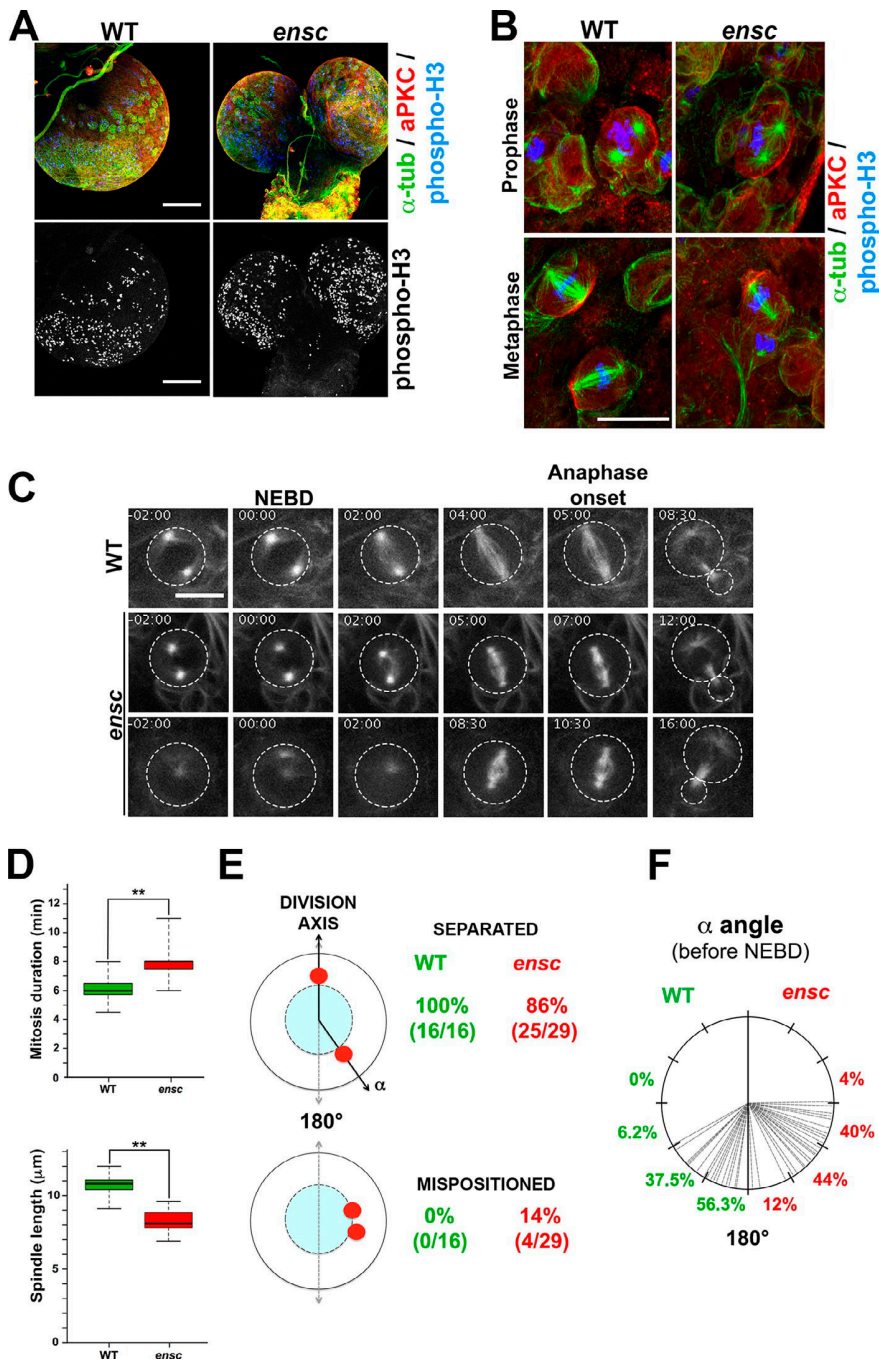 A
WT
ensc
α-tub / aPKC /
phospho-H3
phospho-H3
B
WT
ensc
Prophase
Metaphase
α-tub / aPKC /
phospho-H3
C
NEBD
Anaphase
onset
WT
-02:00
00:00
02:00
04:00
05:00
08:30
ensc
-02:00
00:00
02:00
05:00
07:00
12:00
-02:00
00:00
02:00
08:30
10:30
16:00
D
Mitosis duration (min)
12
10
8
6
4
2
0
**
WT
ensc
Spindle length (μm)
10
5
0
**
WT
ensc
E
DIVISION
AXIS
α
180°
SEPARATED
WT
ensc
100%
86%
(16/16)
(25/29)
MISPOSITIONED
0%
14%
(0/16)
(4/29)
F
α angle
(before NEBD)
WT
ensc
0%
4%
6.2%
40%
37.5%
44%
56.3%
12%
180°